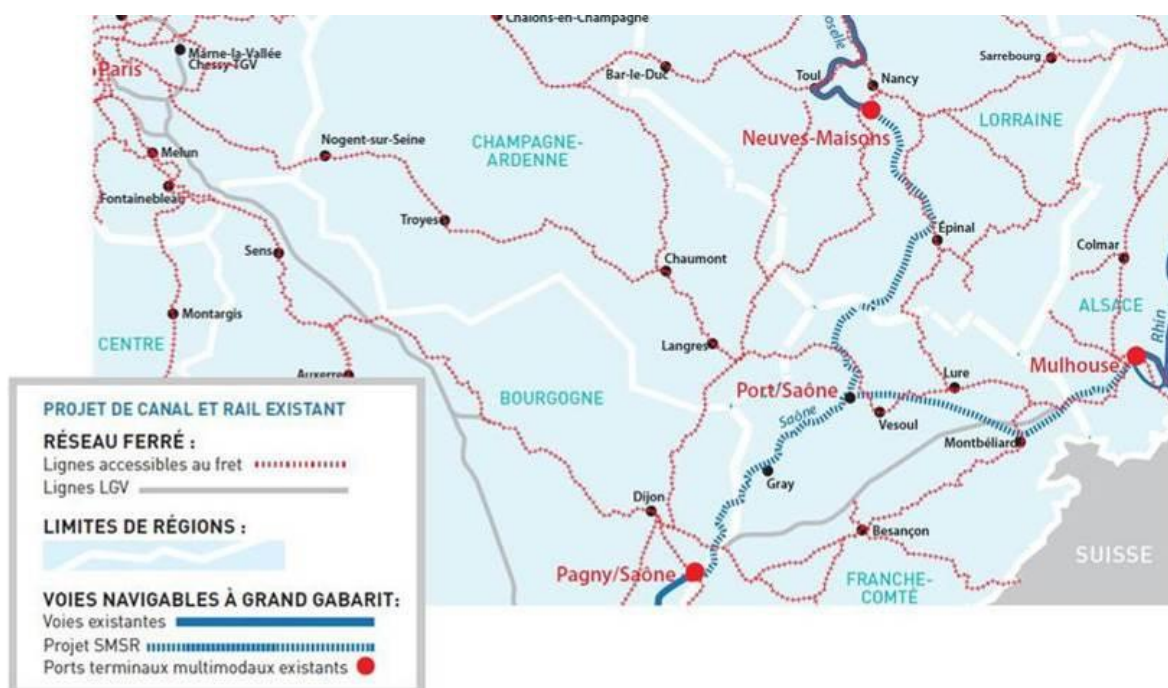 Châlons-en-Champagne
Marne-la-Vallée
Chessy-TGV
Paris
Bar-le-Duc
Toul
Nancy
Sarrebourg
Nogent-sur-Seine
CHAMPAGNE-
ARDENNE
Neuves-Maisons
LORRAINE
Melun
Fontainebleau
Troyes
Sens
Épinal
Colmar
Chaumont
Montargis
ALSACE
Rhin
CENTRE
Langres
Mulhouse
Auxerre
BOURGOGNE
Port/Saône
Lure
Saône
Vesoul
Montbéliard
Gray
Dijon
Besançon
SUISSE
Pagny/Saône
FRANCHE-
COMTÉ
PROJET DE CANAL ET RAIL EXISTANT
RÉSEAU FERRÉ :
Lignes accessibles au fret
Lignes LGV
LIMITES DE RÉGIONS :
VOIES NAVIGABLES À GRAND GABARIT:
Voies existantes
Projet SMSR
Ports terminaux multimodaux existants